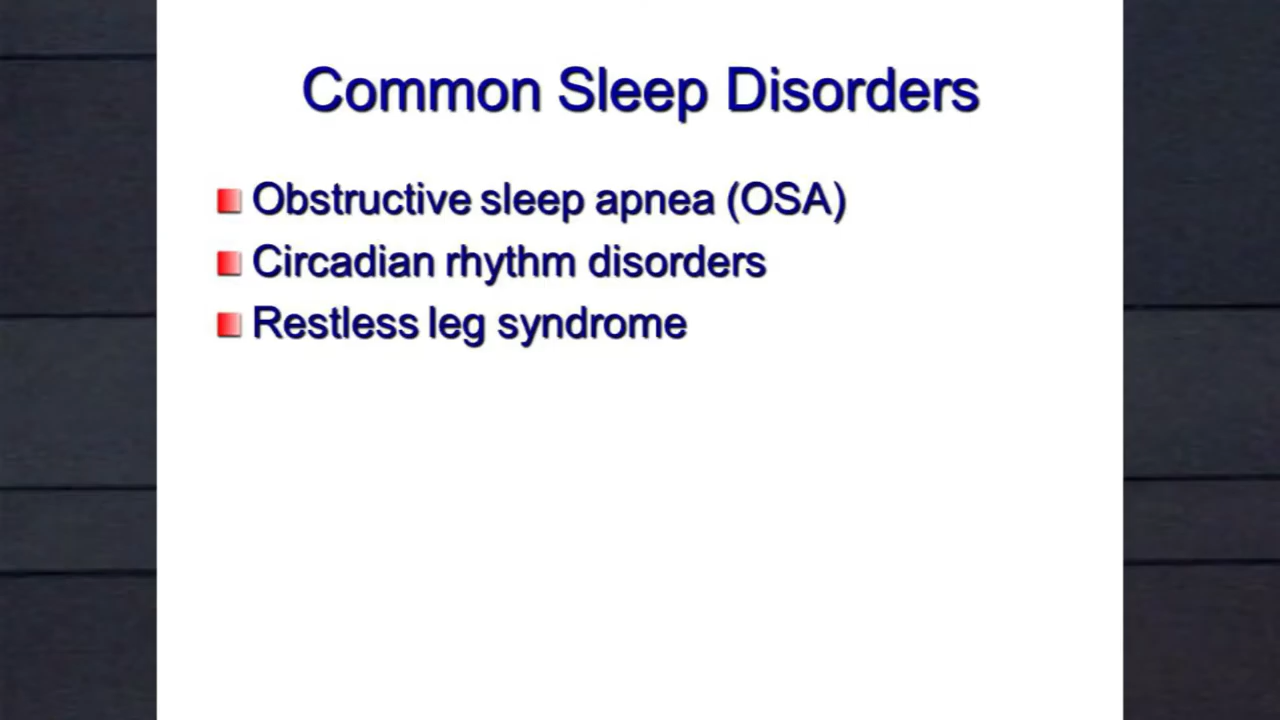 Common Sleep Disorders
Obstructive sleep apnea (OSA)
Circadian rhythm disorders
Restless leg syndrome